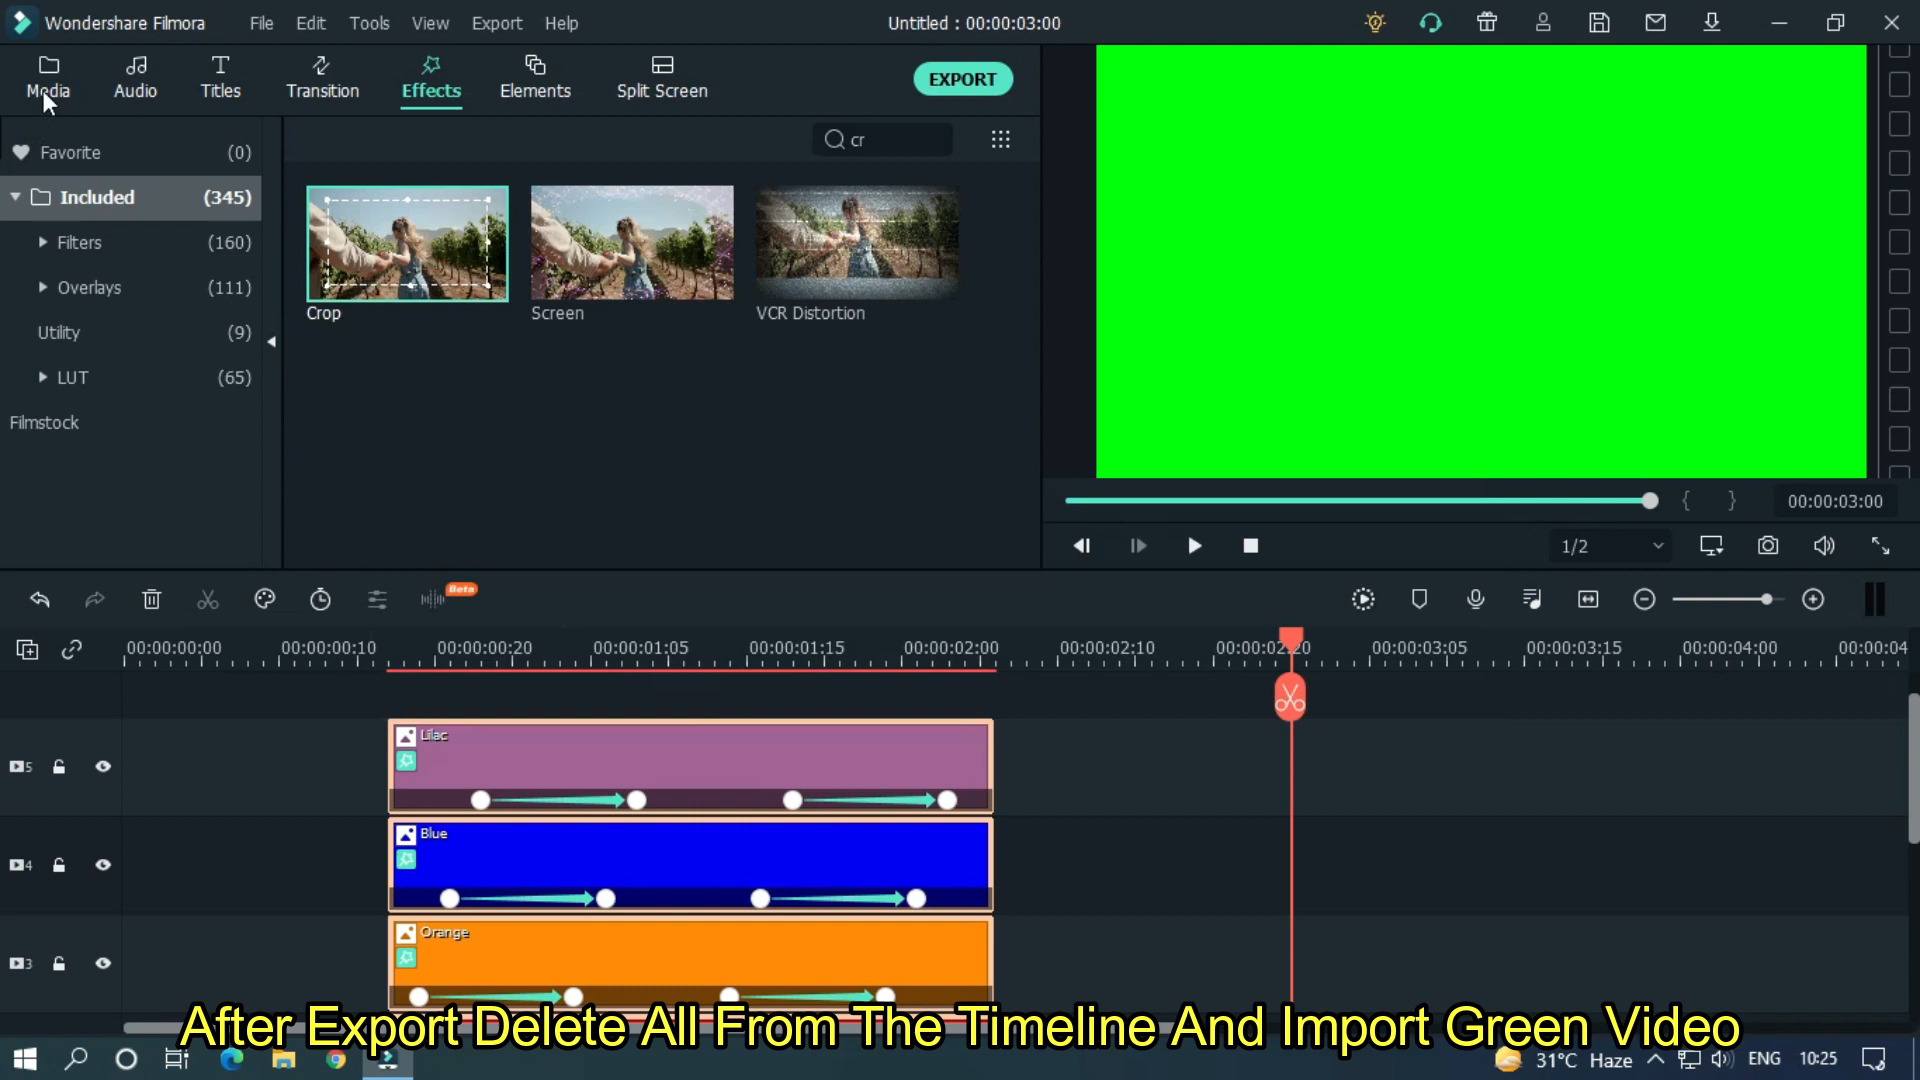 Wondershare Filmora File Edit Tools View Export Help Untitled : 00:00:03:00
Media Audio Titles Transition Effects Elements Split Screen EXPORT
Favorite (0)
cr
Included (345)
Filters (160)
Overlays (111)
Utility (9)
LUT (65)
Filmstock
Crop Screen VCR Distortion
{ } 00:00:03:00
1/2
Beta
00:00:00:00 00:00:00:10 00:00:00:20 00:00:01:05 00:00:01:15 00:00:02:00 00:00:02:10 00:00:02:20 00:00:03:05 00:00:03:15 00:00:04:00 00:00:04
5 Lilac
4 Blue
3 Orange
After Export Delete All From The Timeline And Import Green Video
31°C Haze ENG 10:25